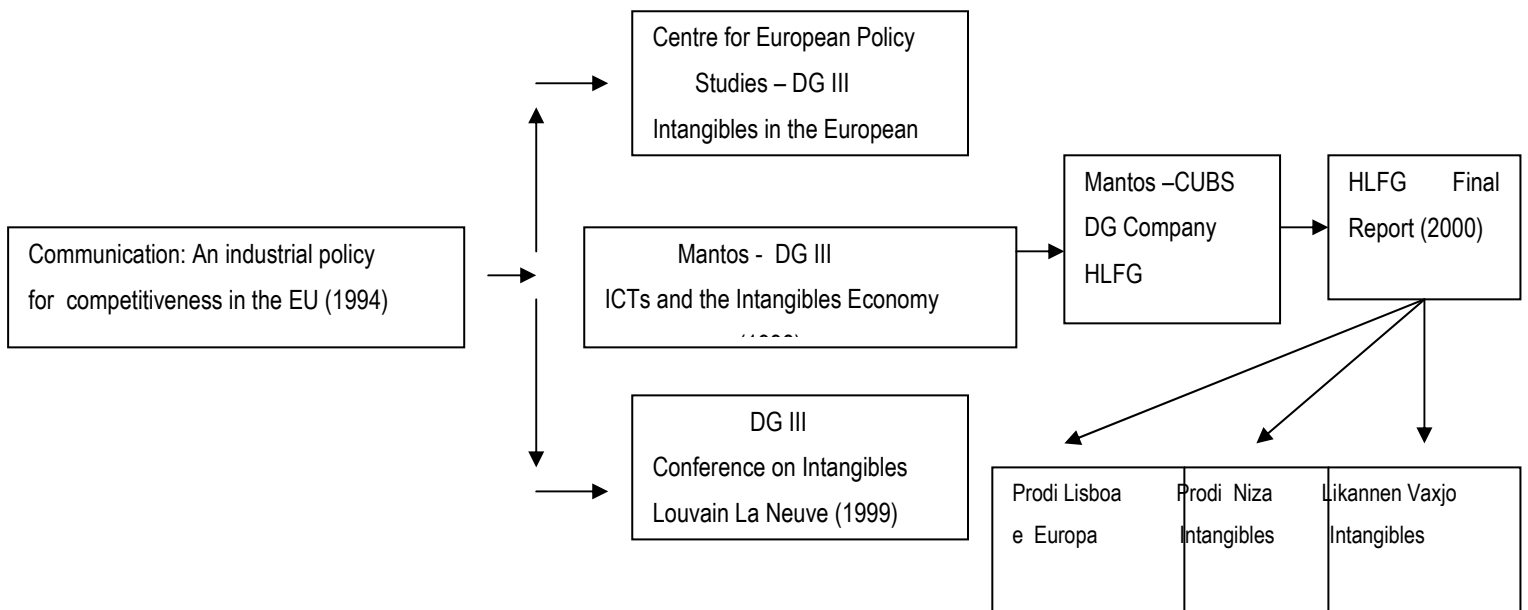 Communication: An industrial policy
for competitiveness in the EU (1994)
Centre for European Policy
Studies – DG III
Intangibles in the European
Mantos - DG III
ICTs and the Intangibles Economy
DG III
Conference on Intangibles
Louvain La Neuve (1999)
Mantos –CUBS
DG Company
HLFG
HLFG Final
Report (2000)
Prodi Lisboa
e Europa
Prodi Niza
Intangibles
Likannen Vaxjo
Intangibles